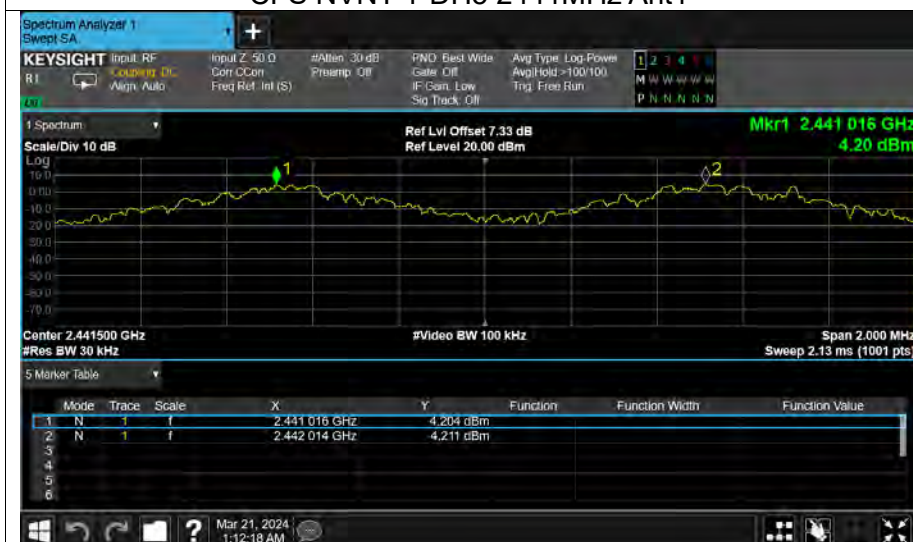 Spectrum Analyzer 1
Swept SA
+
KEYSIGHT Input: RF
R1 Coupling: DC
Align: Auto
Input Z: 50 Ω
Corr CCorr
Freq Ref: Int (S)
#Atten: 30 dB
Preamp: Off
PNO: Best Wide
Gate: Off
IF Gain: Low
Sig Track: Off
Avg Type: Log-Power
Avg|Hold >100/100
Trig: Free Run
1 2 3 4
M W W W W W
P N N N N N
1 Spectrum
Scale/Div 10 dB
Ref Lvl Offset 7.33 dB
Ref Level 20.00 dBm
Mkr1 2.441 016 GHz
4.20 dBm
Log
10.0
0.00
-10.0
-20.0
-30.0
-40.0
-50.0
-60.0
-70.0
1
2
Center 2.441500 GHz
#Res BW 30 kHz
#Video BW 100 kHz
Span 2.000 MHz
Sweep 2.13 ms (1001 pts)
5 Marker Table
Mode Trace Scale X Y Function Function Width Function Value
1 N 1 f 2.441 016 GHz 4.204 dBm
2 N 1 f 2.442 014 GHz 4.211 dBm
3
4
5
6
? Mar 21, 2024
1:12:18 AM